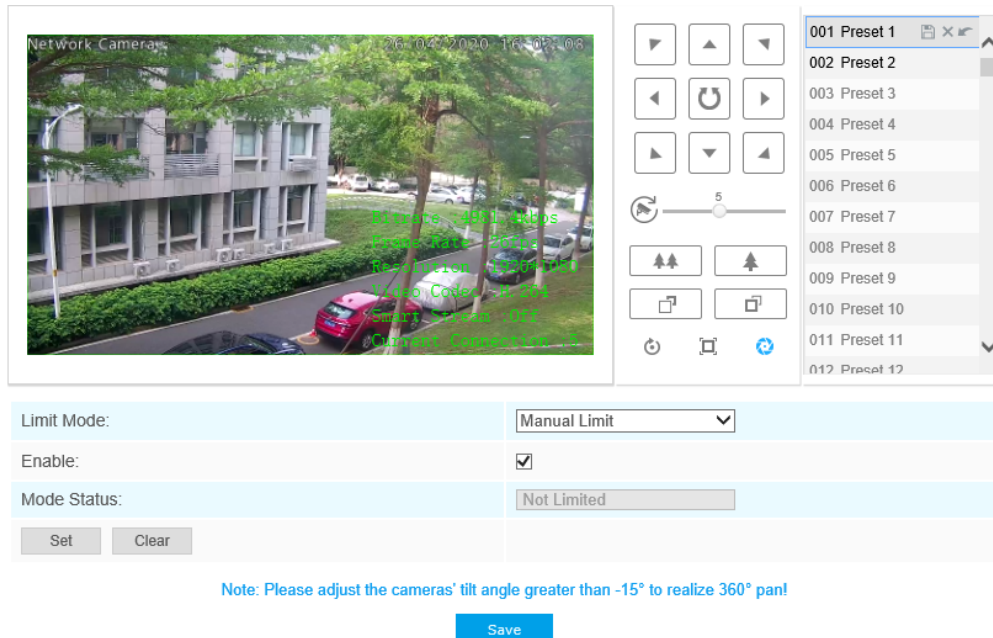 Network Camera 26/04/2020 16:02:08
Bitrate :4981.4kbps
Frame Rate :30fps
Resolution :1920*1080
Video Codec :H.264
Smart Stream :Off
Current Connection :
5
001 Preset 1
002 Preset 2
003 Preset 3
004 Preset 4
005 Preset 5
006 Preset 6
007 Preset 7
008 Preset 8
009 Preset 9
010 Preset 10
011 Preset 11
012 Preset 12
Limit Mode: Manual Limit
Enable:
Mode Status: Not Limited
Set Clear
Note: Please adjust the cameras' tilt angle greater than -15° to realize 360° pan!
Save